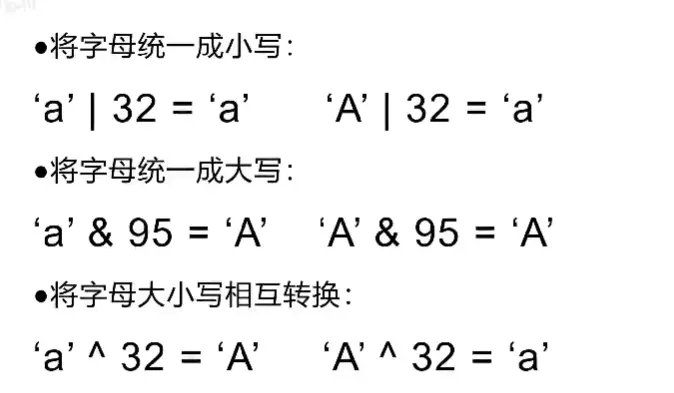 ●将字母统一成小写：
‘a’ | 32 = ‘a’ ‘A’ | 32 = ‘a’
●将字母统一成大写：
‘a’ & 95 = ‘A’ ‘A’ & 95 = ‘A’
●将字母大小写相互转换：
‘a’ ^ 32 = ‘A’ ‘A’ ^ 32 = ‘a’